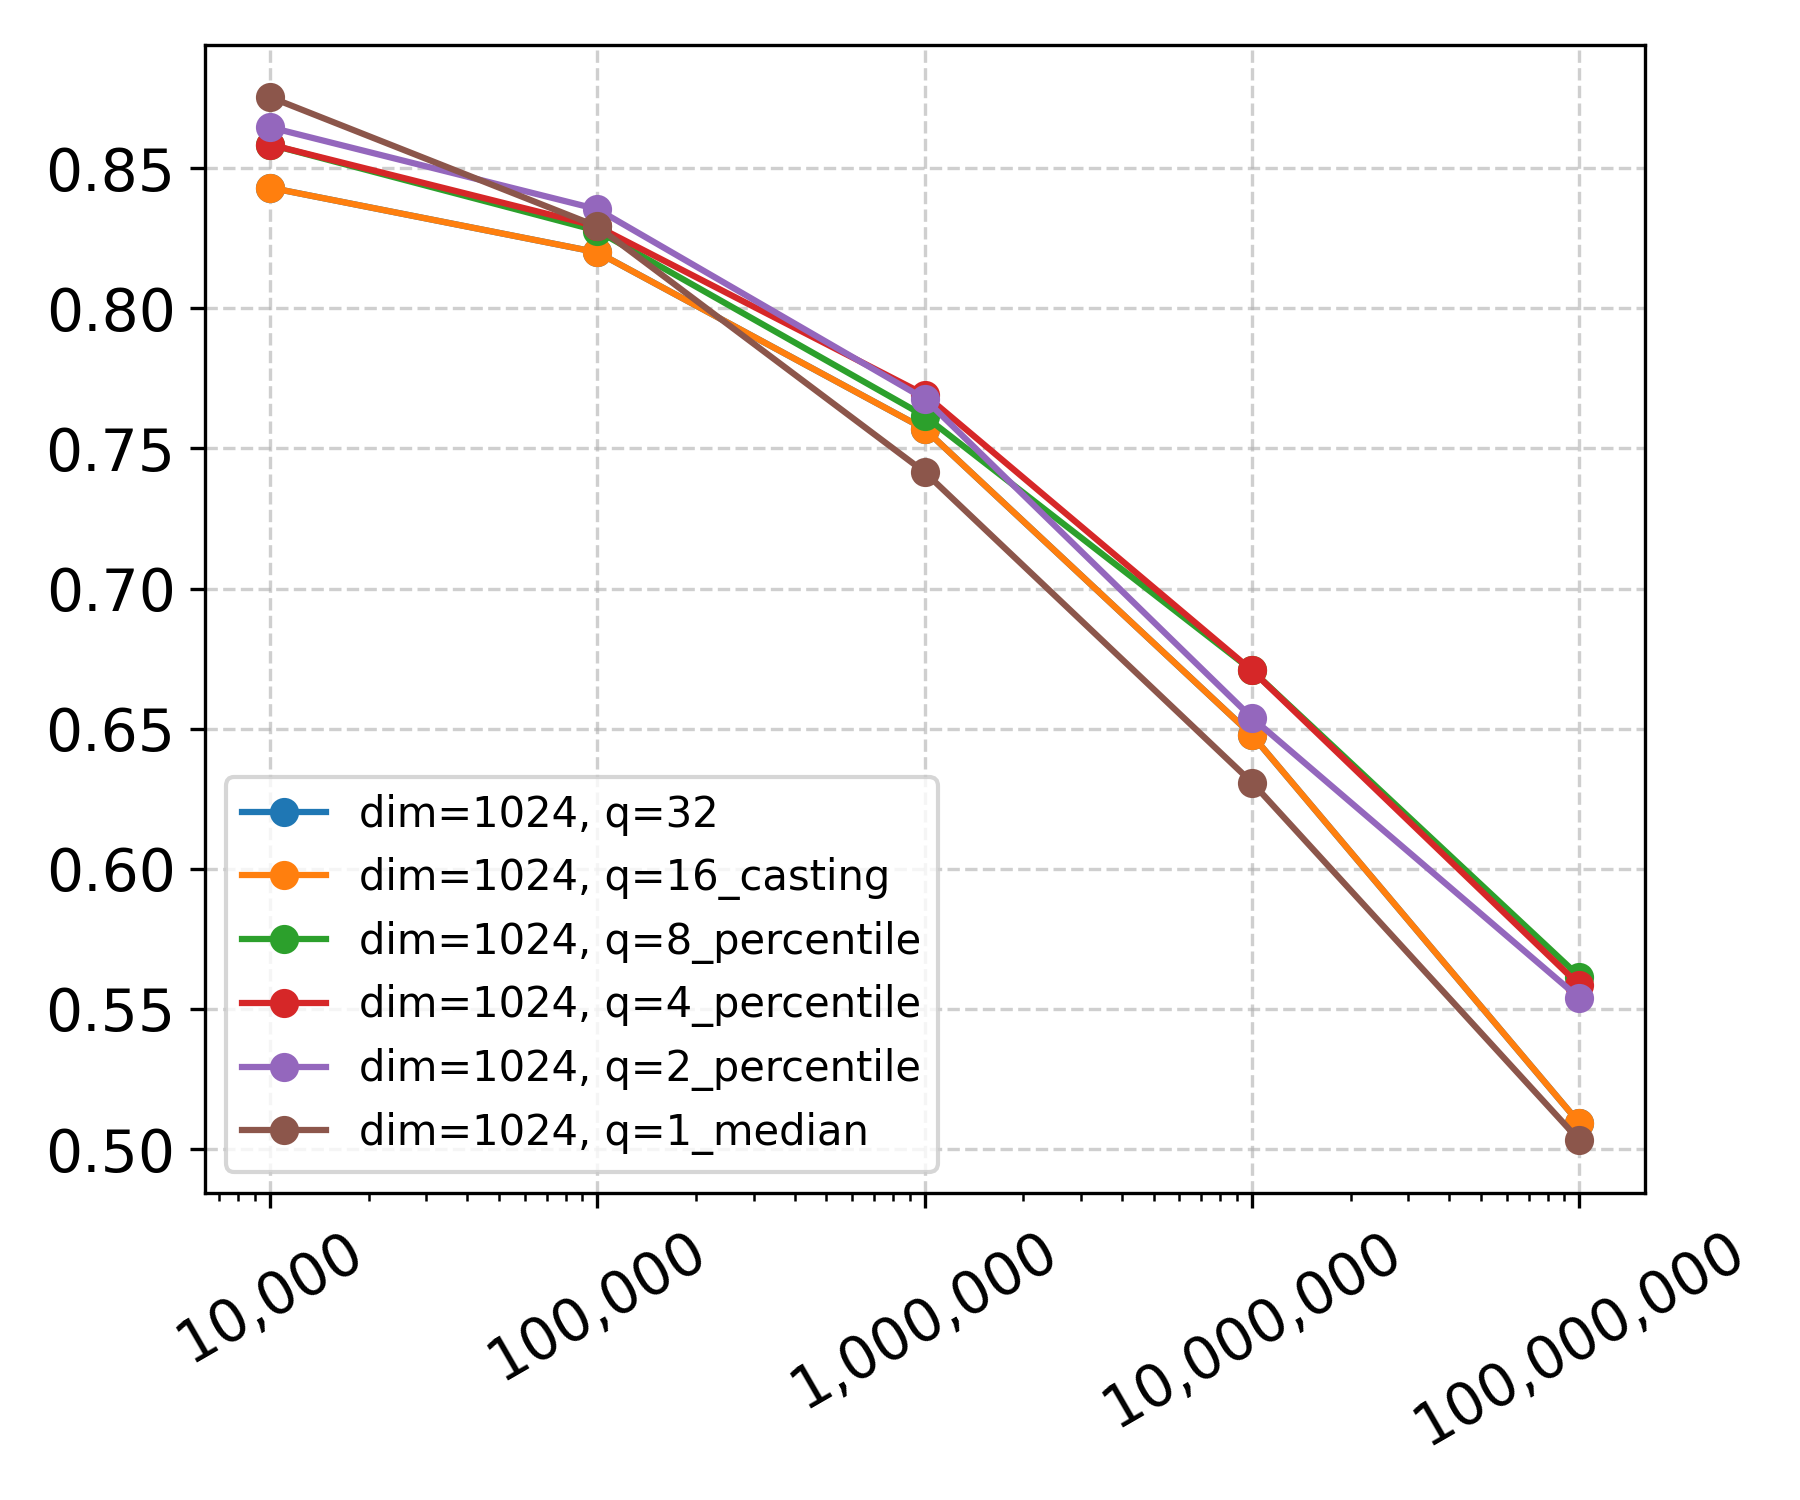 0.85
0.80
0.75
0.70
0.65
0.60
0.55
0.50
dim=1024, q=32
dim=1024, q=16_casting
dim=1024, q=8_percentile
dim=1024, q=4_percentile
dim=1024, q=2_percentile
dim=1024, q=1_median
10,000
100,000
1,000,000
10,000,000
100,000,000